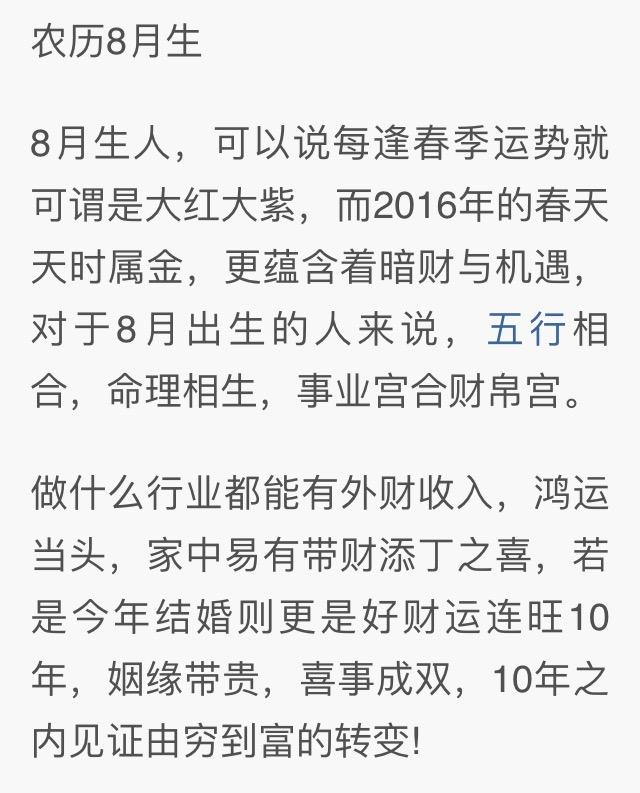 农历8月生
8月生人，可以说每逢春季运势就
可谓是大红大紫，而2016年的春天
天时属金，更蕴含着暗财与机遇，
对于8月出生的人来说，五行相
合，命理相生，事业宫合财帛宫。
做什么行业都能有外财收入，鸿运
当头，家中易有带财添丁之喜，若
是今年结婚则更是好财运连旺10
年，姻缘带贵，喜事成双，10年之
内见证由穷到富的转变!